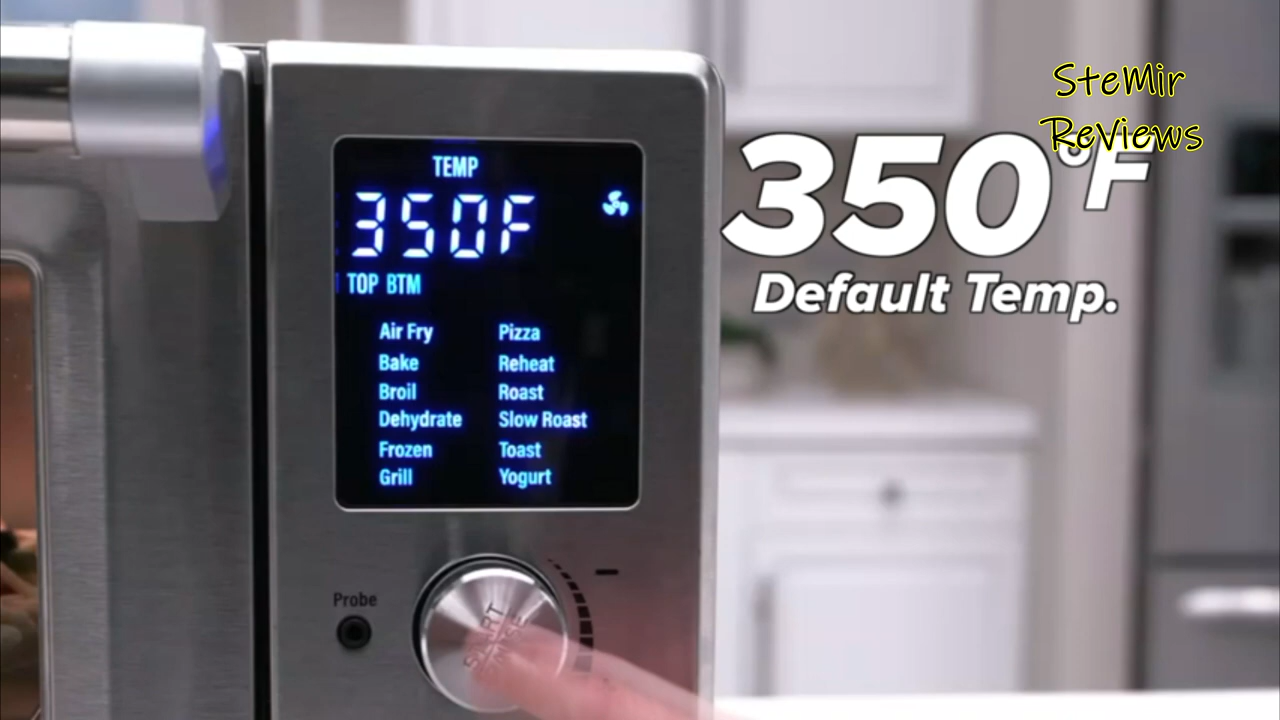 SteMir
Reviews
350°F
Default Temp.
TEMP
350F
TOP BTM
Air Fry Pizza
Bake Reheat
Broil Roast
Dehydrate Slow Roast
Frozen Toast
Grill Yogurt
Probe
START